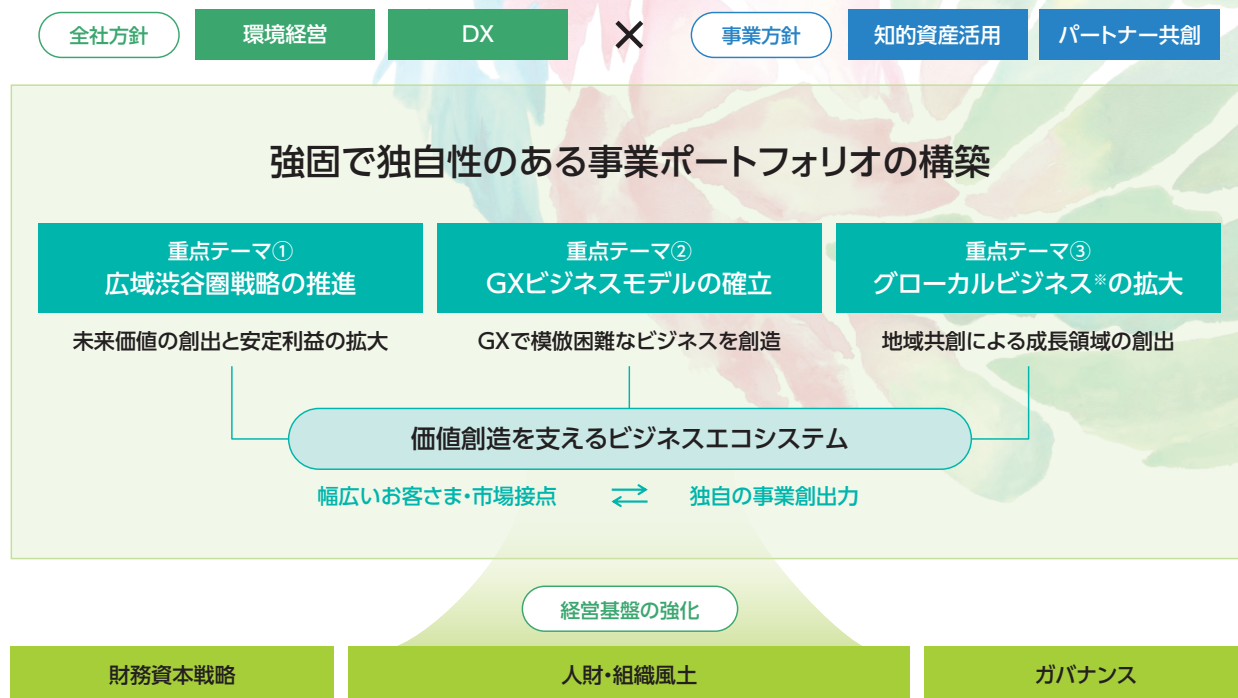 全社方針 環境経営 DX × 事業方針 知的資産活用 パートナー共創
強固で独自性のある事業ポートフォリオの構築
重点テーマ①
広域渋谷圏戦略の推進
未来価値の創出と安定利益の拡大
重点テーマ②
GXビジネスモデルの確立
GXで模倣困難なビジネスを創造
重点テーマ③
グローカルビジネス※の拡大
地域共創による成長領域の創出
価値創造を支えるビジネスエコシステム
幅広いお客さま・市場接点 ⇄ 独自の事業創出力
経営基盤の強化
財務資本戦略 人財・組織風土 ガバナンス